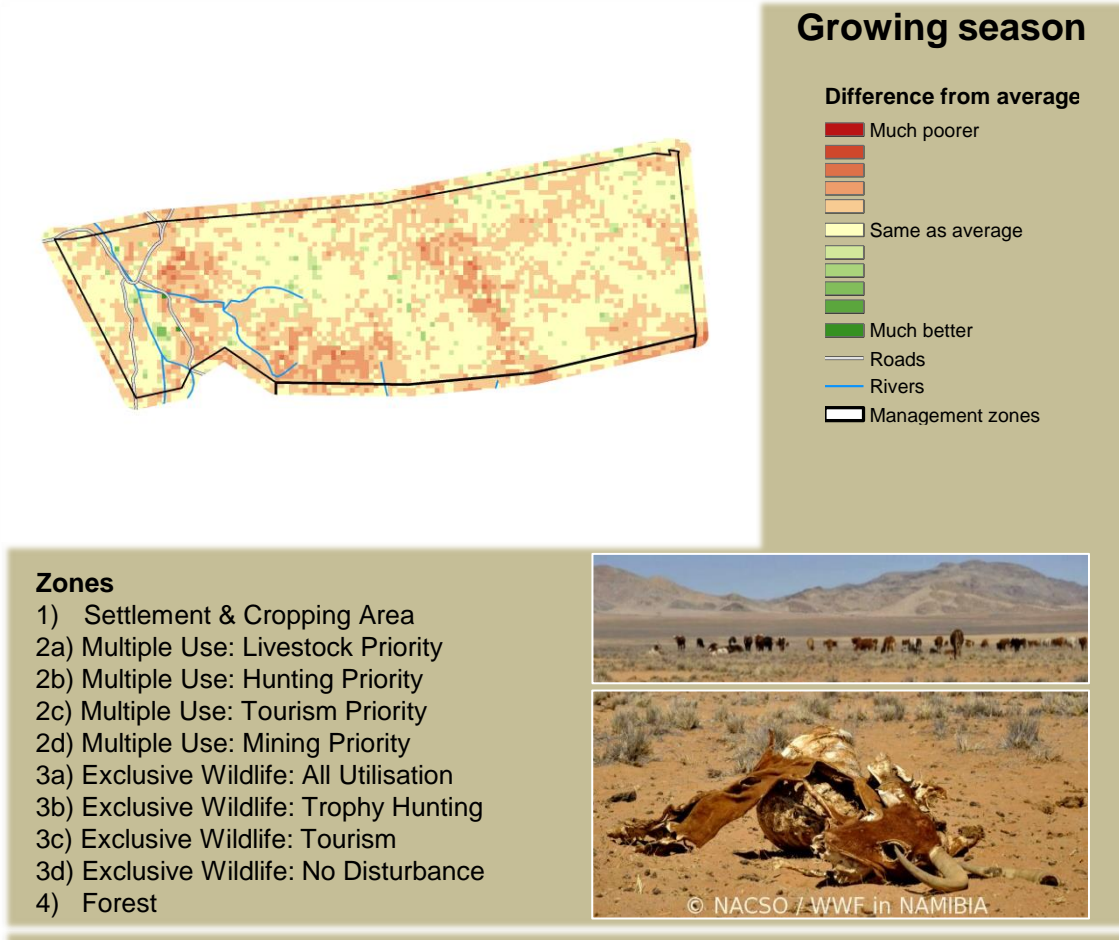 Growing season
Difference from average
Much poorer
Same as average
Much better
Roads
Rivers
Management zones
Zones
1) Settlement & Cropping Area
2a) Multiple Use: Livestock Priority
2b) Multiple Use: Hunting Priority
2c) Multiple Use: Tourism Priority
2d) Multiple Use: Mining Priority
3a) Exclusive Wildlife: All Utilisation
3b) Exclusive Wildlife: Trophy Hunting
3c) Exclusive Wildlife: Tourism
3d) Exclusive Wildlife: No Disturbance
4) Forest
© NACSO / WWF in NAMIBIA